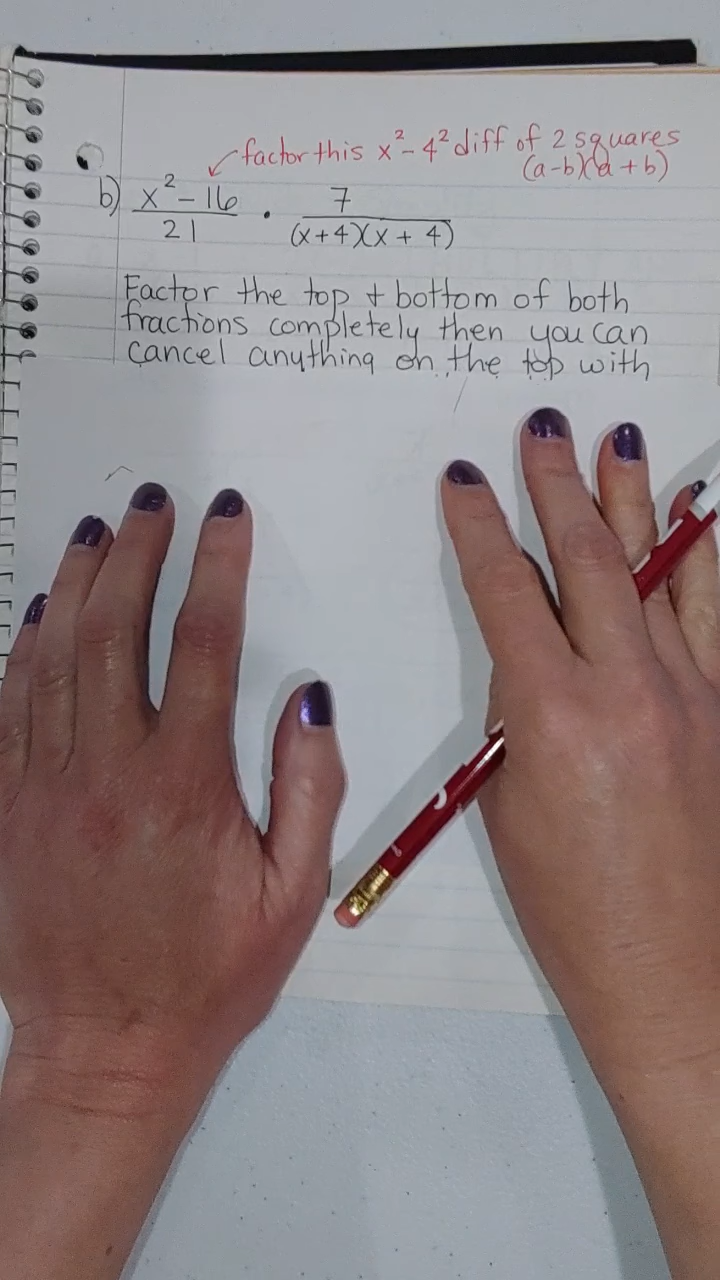 factor this x² - 4² diff of 2 squares
(a-b)(a+b)
b) x² - 16 / 21 · 7 / (x+4)(x + 4)
Factor the top + bottom of both
fractions completely then you can
cancel anything on the top with